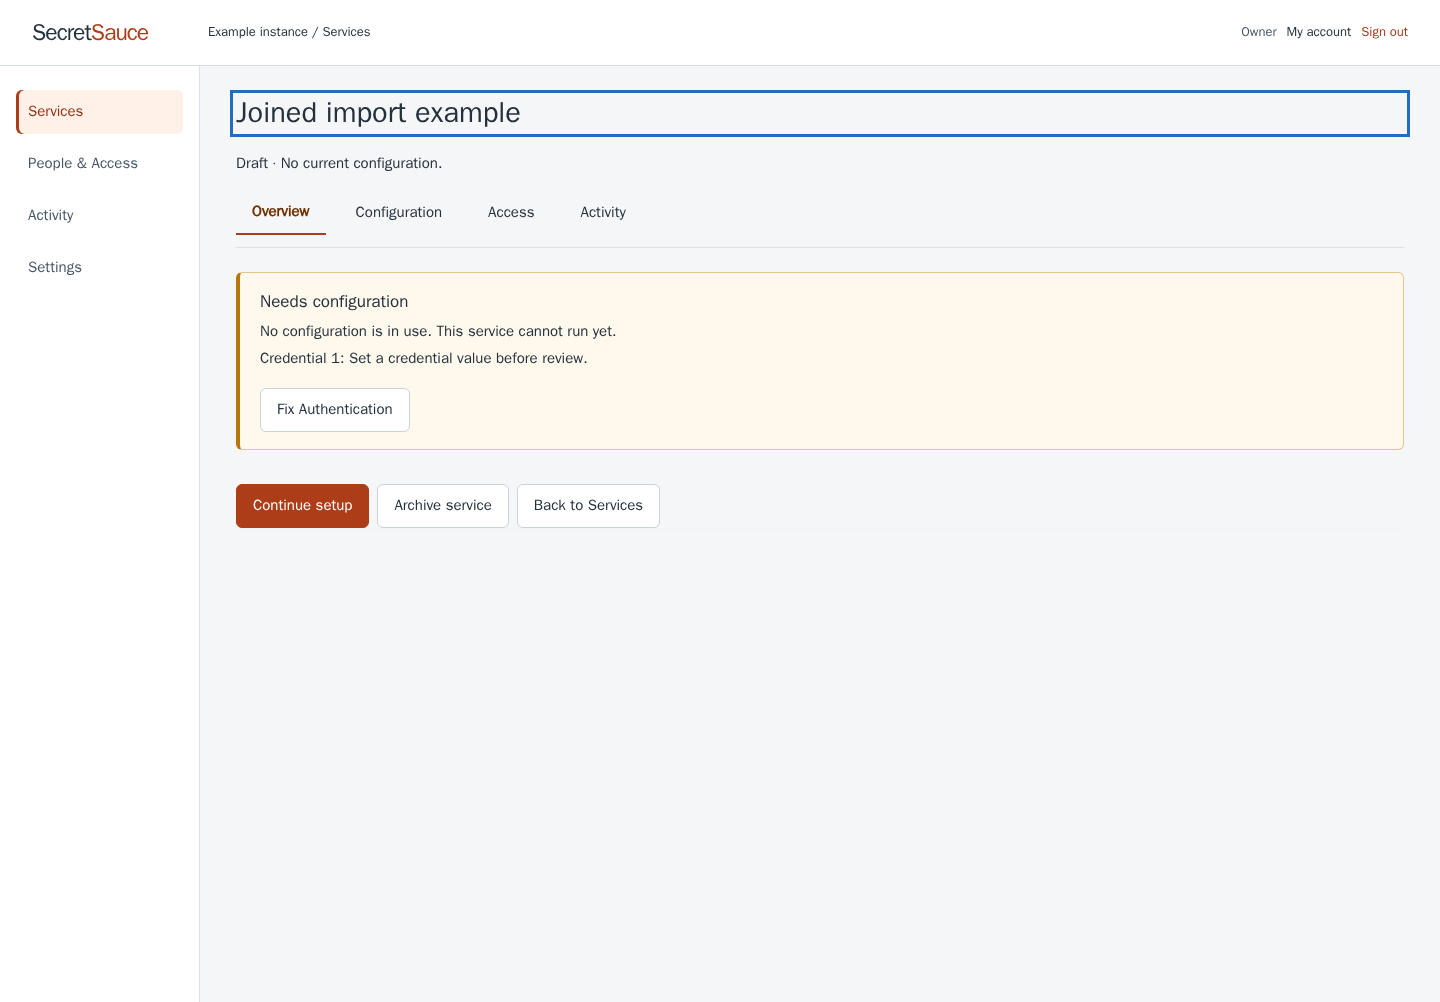 SecretSauce
Example instance / Services
Owner My account Sign out
Services
People & Access
Activity
Settings
Joined import example
Draft · No current configuration.
Overview Configuration Access Activity
Needs configuration
No configuration is in use. This service cannot run yet.
Credential 1: Set a credential value before review.
Fix Authentication
Continue setup Archive service Back to Services